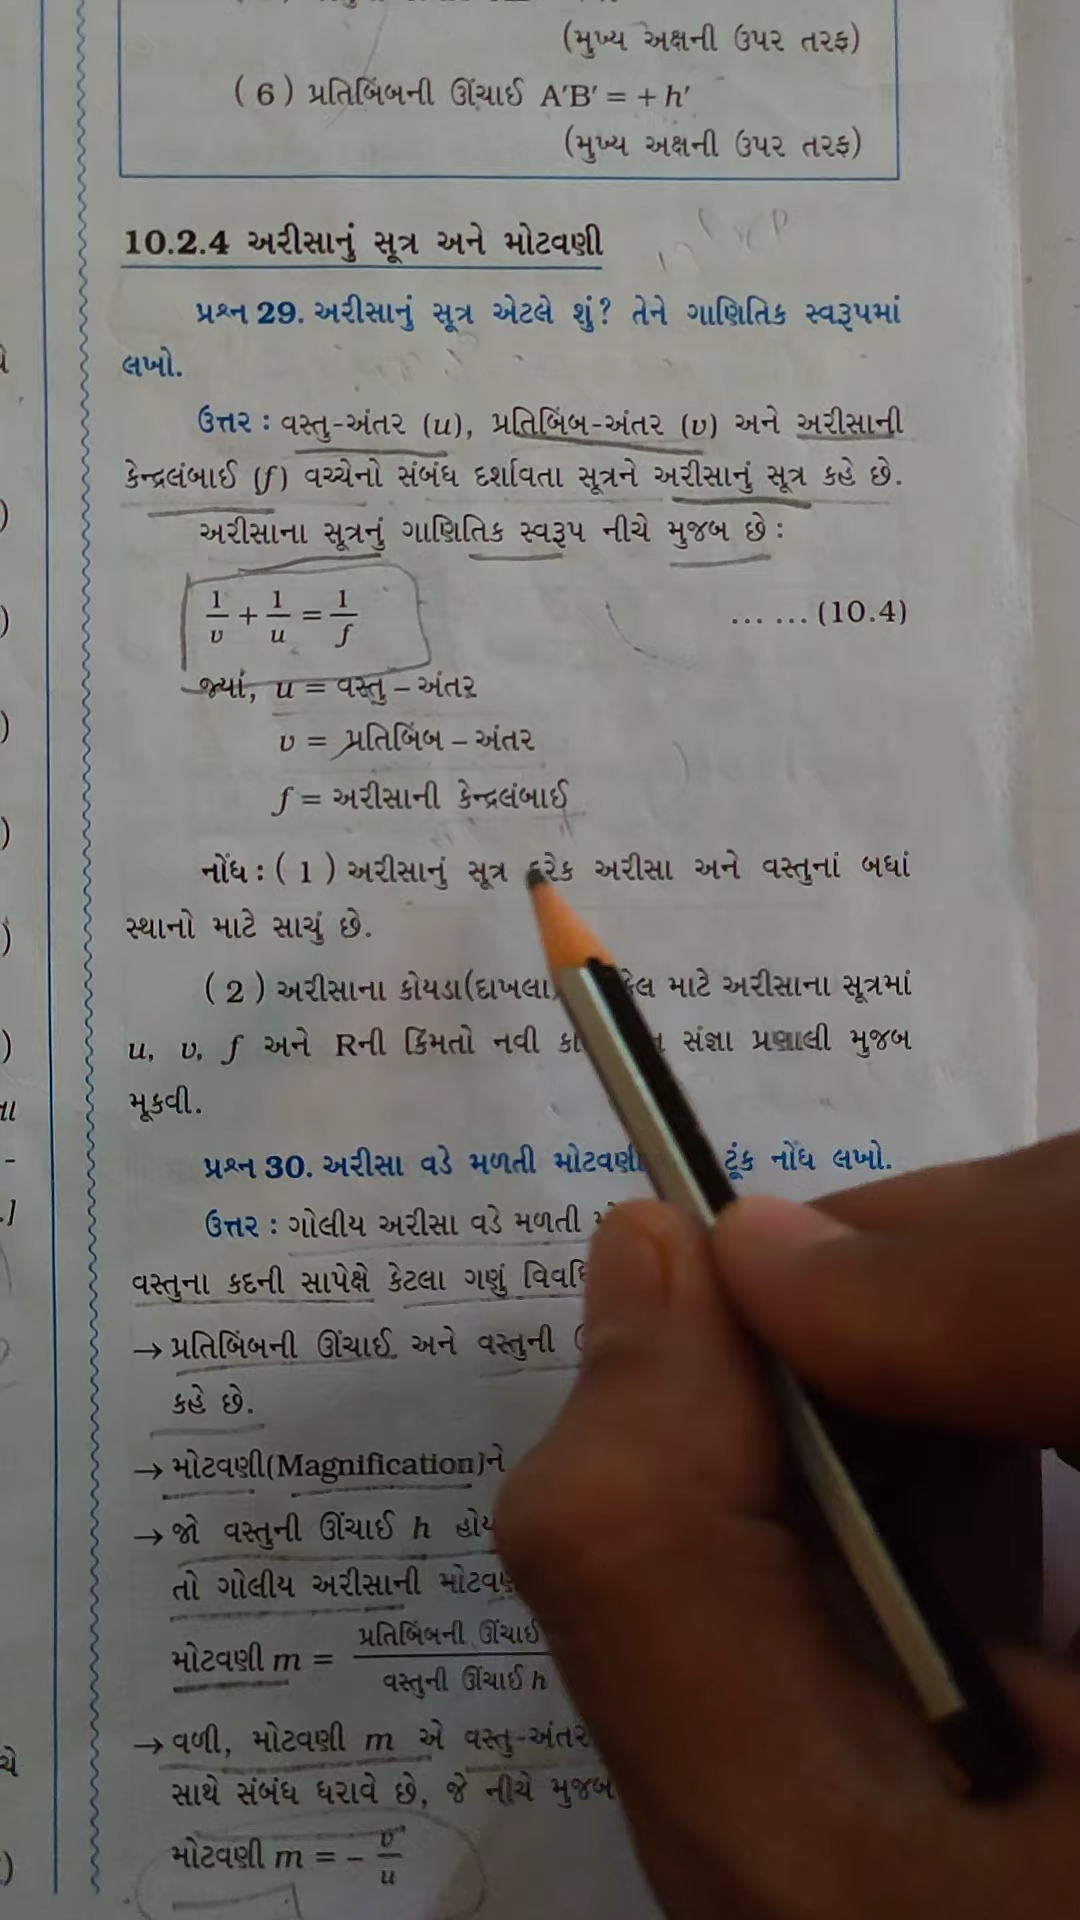 (મુખ્ય અક્ષની ઉપર તરફ)
( 6 ) પ્રતિબિંબની ઊંચાઈ A′B′ = + h′
(મુખ્ય અક્ષની ઉપર તરફ)
10.2.4 અરીસાનું સૂત્ર અને મોટવણી
પ્રશ્ન 29. અરીસાનું સૂત્ર એટલે શું? તેને ગાણિતિક સ્વરૂપમાં
લખો.
ઉત્તર : વસ્તુ-અંતર (u), પ્રતિબિંબ-અંતર (v) અને અરીસાની
કેન્દ્રલંબાઈ (f) વચ્ચેનો સંબંધ દર્શાવતા સૂત્રને અરીસાનું સૂત્ર કહે છે.
અરીસાના સૂત્રનું ગાણિતિક સ્વરૂપ નીચે મુજબ છે :
1/v + 1/u = 1/f ... ... (10.4)
જ્યાં, u = વસ્તુ – અંતર
v = પ્રતિબિંબ – અંતર
f = અરીસાની કેન્દ્રલંબાઈ
નોંધ : ( 1 ) અરીસાનું સૂત્ર દરેક અરીસા અને વસ્તુનાં બધાં
સ્થાનો માટે સાચું છે.
( 2 ) અરીસાના કોયડા(દાખલા) માટે અરીસાના સૂત્રમાં
u, v, f અને Rની કિંમતો નવી સંજ્ઞા પ્રણાલી મુજબ
મૂકવી.
પ્રશ્ન 30. અરીસા વડે મળતી મોટવણી ટૂંક નોંધ લખો.
ઉત્તર : ગોલીય અરીસા વડે મળતી
વસ્તુના કદની સાપેક્ષે કેટલા ગણું
→ પ્રતિબિંબની ઊંચાઈ અને વસ્તુની
કહે છે.
→ મોટવણી(Magnification)ને
→ જો વસ્તુની ઊંચાઈ h હોય
તો ગોલીય અરીસાની
મોટવણી m = પ્રતિબિંબની ઊંચાઈ / વસ્તુની ઊંચાઈ h
→ વળી, મોટવણી m એ વસ્તુ-અંતર
સાથે સંબંધ ધરાવે છે, જે નીચે મુજબ
મોટવણી m = – v/u